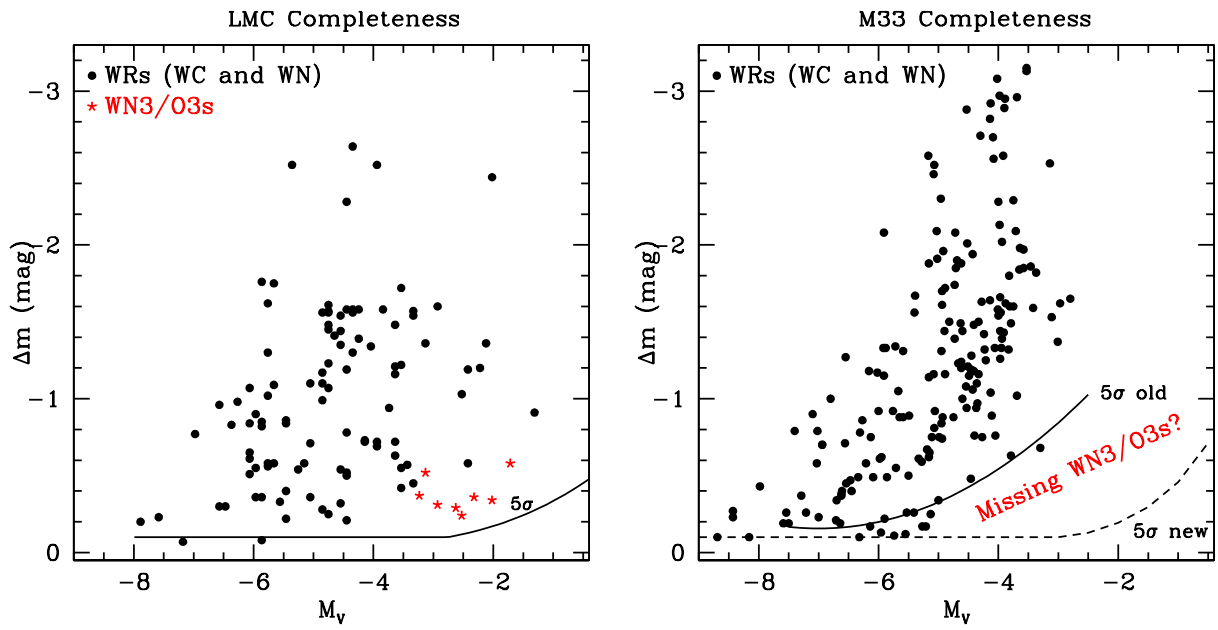 LMC Completeness
WRs (WC and WN)
* WN3/O3s
5σ
-3
-2
-1
0
Δm (mag)
-8
-6
-4
-2
M_V
M33 Completeness
WRs (WC and WN)
5σ old
Missing WN3/O3s?
5σ new
-3
-2
-1
0
Δm (mag)
-8
-6
-4
-2
M_V